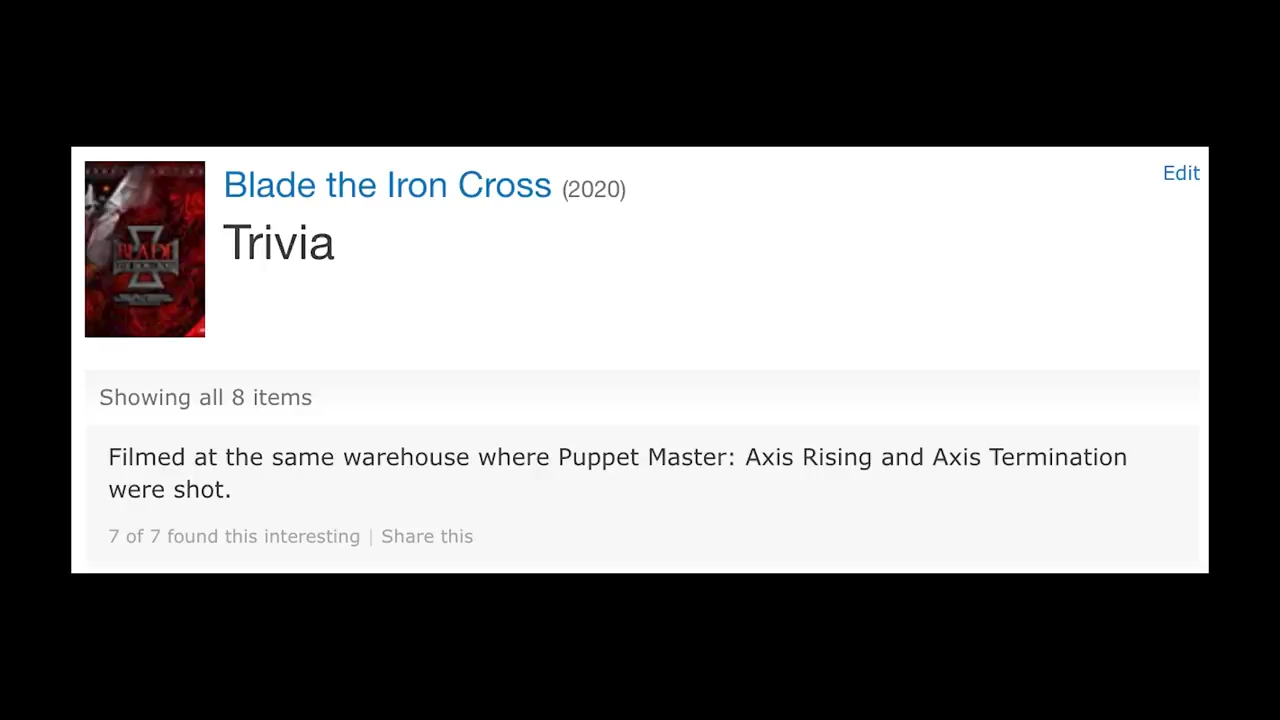 Blade the Iron Cross (2020)
Edit
Trivia
BLADE
Showing all 8 items
Filmed at the same warehouse where Puppet Master: Axis Rising and Axis Termination
were shot.
7 of 7 found this interesting | Share this